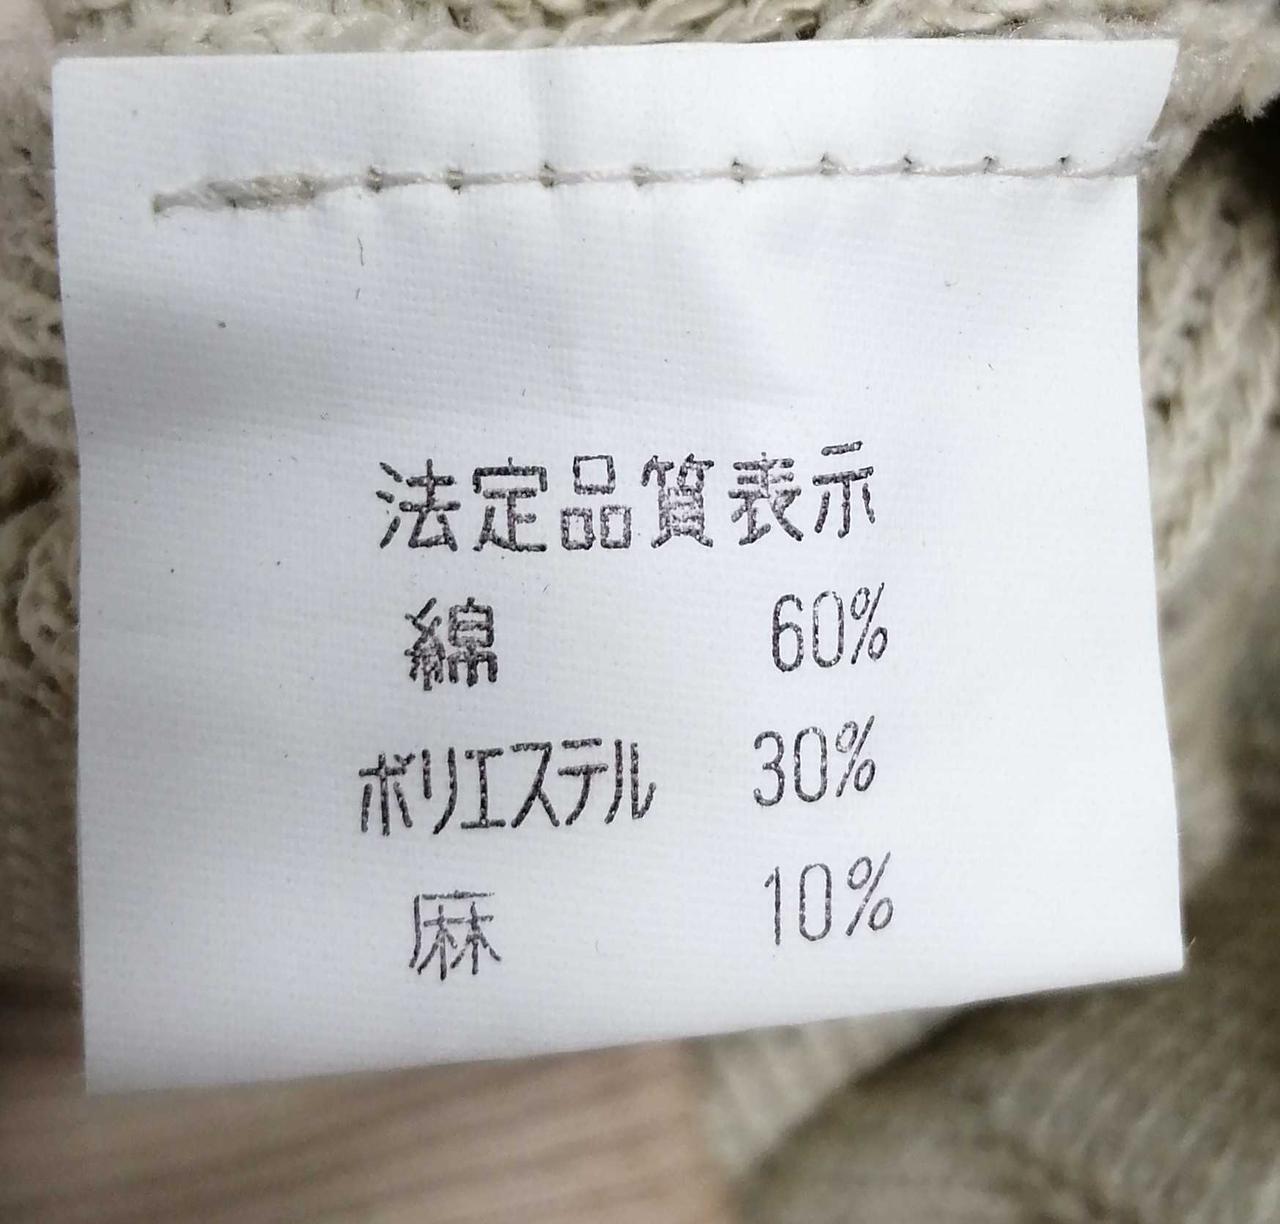 法定品質表示
綿 60%
ポリエステル 30%
麻 10%